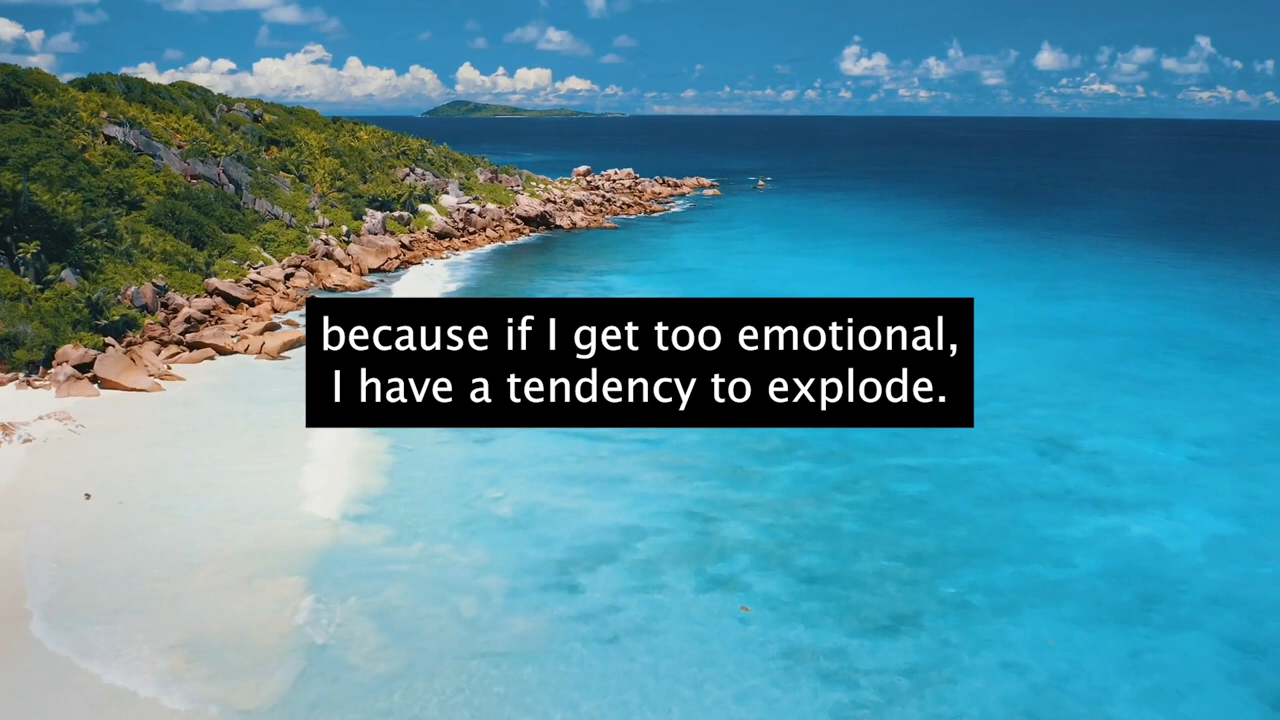 because if I get too emotional,
I have a tendency to explode.